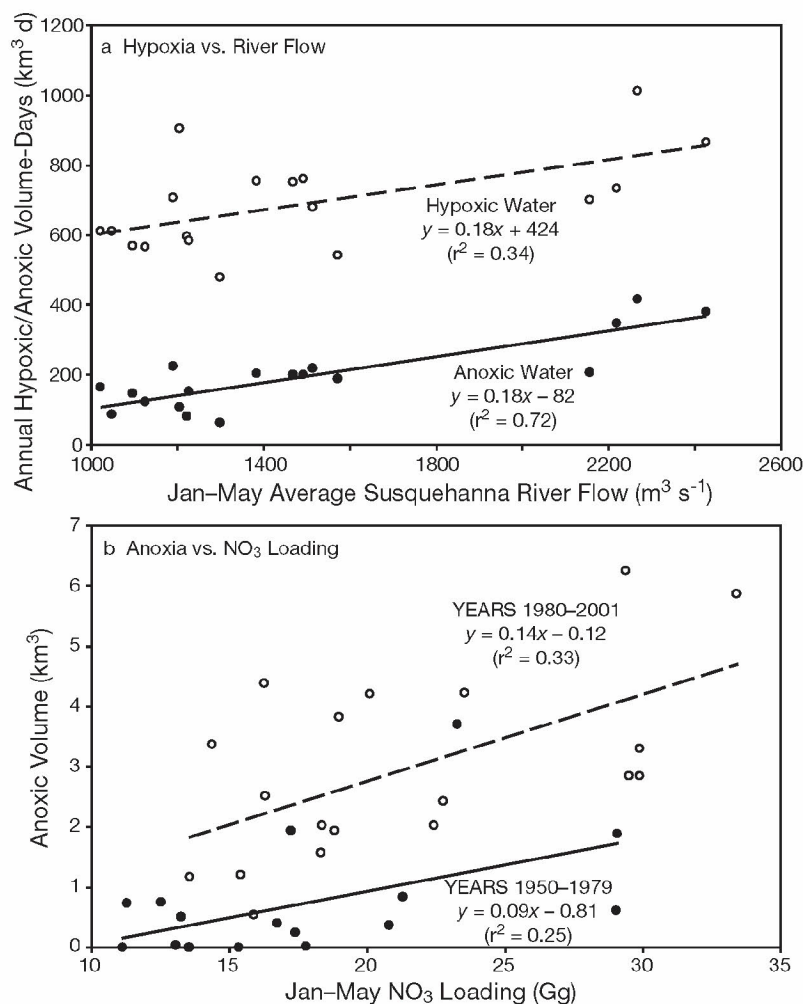 a Hypoxia vs. River Flow
Annual Hypoxic/Anoxic Volume-Days (km³ d)
1200
1000
800
600
400
200
0
Hypoxic Water
y = 0.18x + 424
(r² = 0.34)
Anoxic Water
y = 0.18x – 82
(r² = 0.72)
1000 1400 1800 2200 2600
Jan–May Average Susquehanna River Flow (m³ s⁻¹)
b Anoxia vs. NO₃ Loading
Anoxic Volume (km³)
7
6
5
4
3
2
1
0
YEARS 1980–2001
y = 0.14x – 0.12
(r² = 0.33)
YEARS 1950–1979
y = 0.09x – 0.81
(r² = 0.25)
10 15 20 25 30 35
Jan–May NO₃ Loading (Gg)